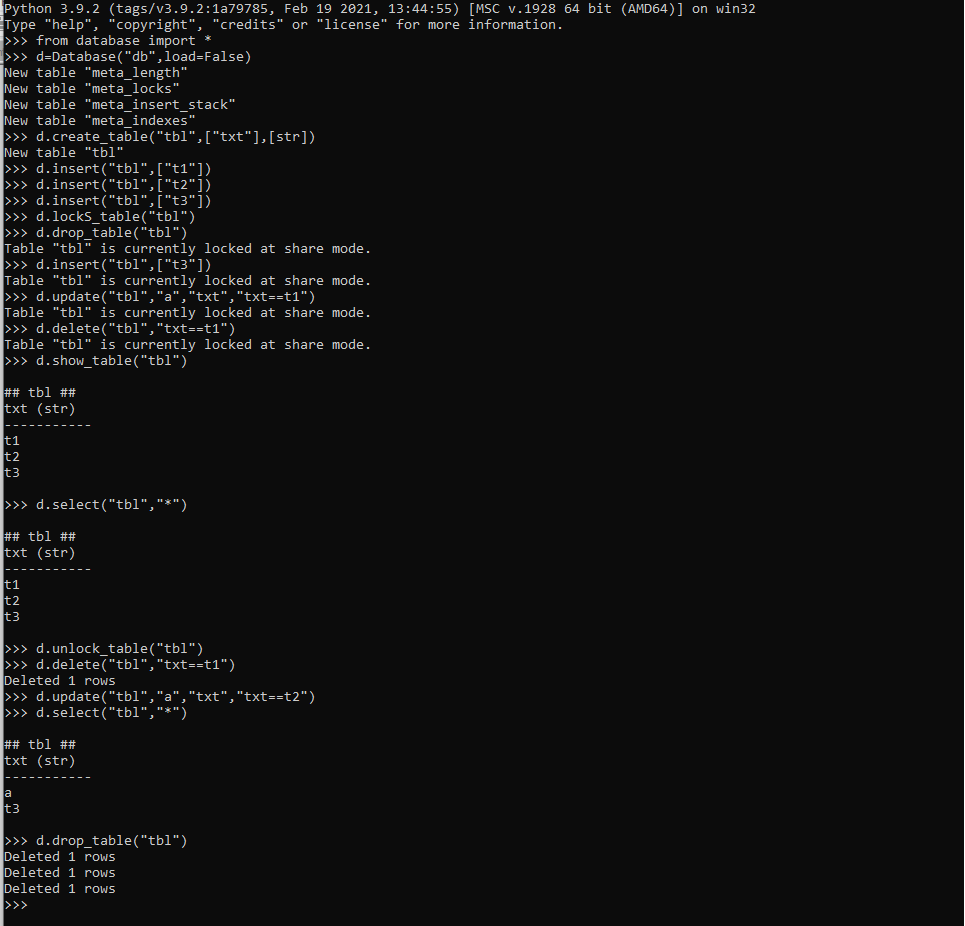 Python 3.9.2 (tags/v3.9.2:1a79785, Feb 19 2021, 13:44:55) [MSC v.1928 64 bit (AMD64)] on win32
Type "help", "copyright", "credits" or "license" for more information.
>>> from database import *
>>> d=Database("db",load=False)
New table "meta_length"
New table "meta_locks"
New table "meta_insert_stack"
New table "meta_indexes"
>>> d.create_table("tbl",["txt"],[str])
New table "tbl"
>>> d.insert("tbl",["t1"])
>>> d.insert("tbl",["t2"])
>>> d.insert("tbl",["t3"])
>>> d.lockS_table("tbl")
>>> d.drop_table("tbl")
Table "tbl" is currently locked at share mode.
>>> d.insert("tbl",["t3"])
Table "tbl" is currently locked at share mode.
>>> d.update("tbl","a","txt","txt==t1")
Table "tbl" is currently locked at share mode.
>>> d.delete("tbl","txt==t1")
Table "tbl" is currently locked at share mode.
>>> d.show_table("tbl")

## tbl ##
txt (str)
-----------
t1
t2
t3

>>> d.select("tbl","*")

## tbl ##
txt (str)
-----------
t1
t2
t3

>>> d.unlock_table("tbl")
>>> d.delete("tbl","txt==t1")
Deleted 1 rows
>>> d.update("tbl","a","txt","txt==t2")
>>> d.select("tbl","*")

## tbl ##
txt (str)
-----------
a
t3

>>> d.drop_table("tbl")
Deleted 1 rows
Deleted 1 rows
Deleted 1 rows
>>>